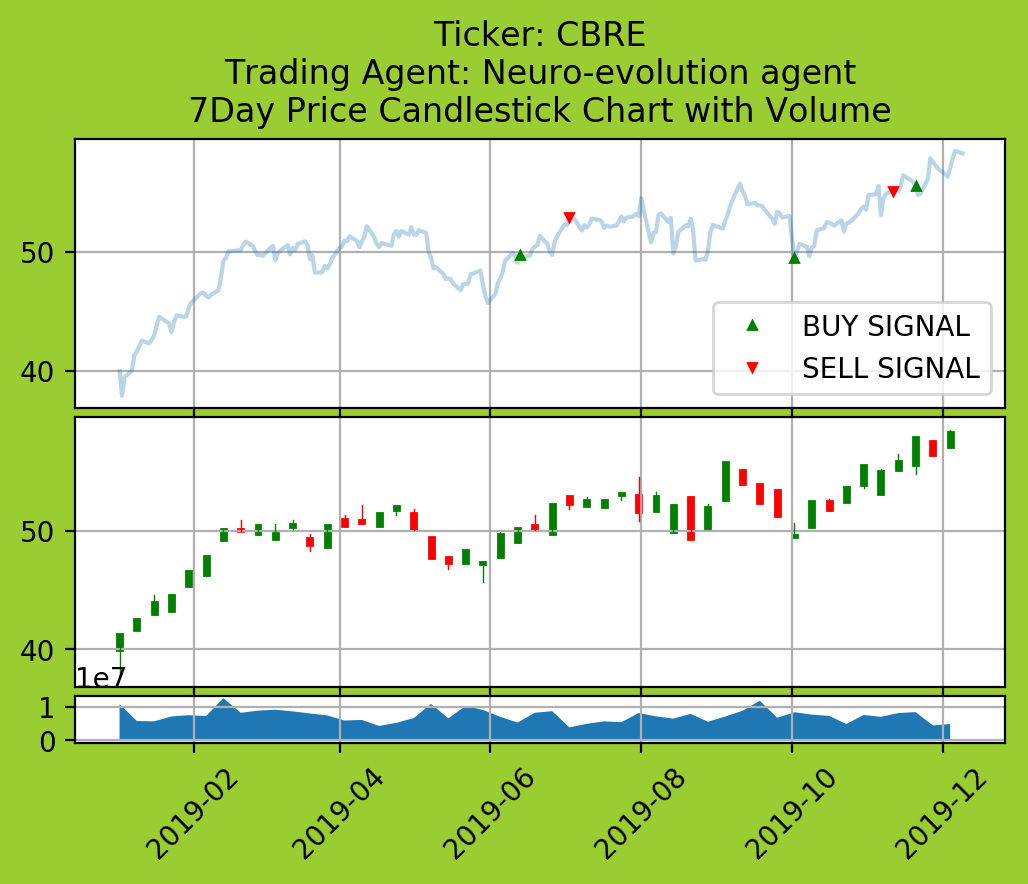 Ticker: CBRE
Trading Agent: Neuro-evolution agent
7Day Price Candlestick Chart with Volume
50
40
BUY SIGNAL
SELL SIGNAL
50
40
1e7
1
0
2019-02
2019-04
2019-06
2019-08
2019-10
2019-12